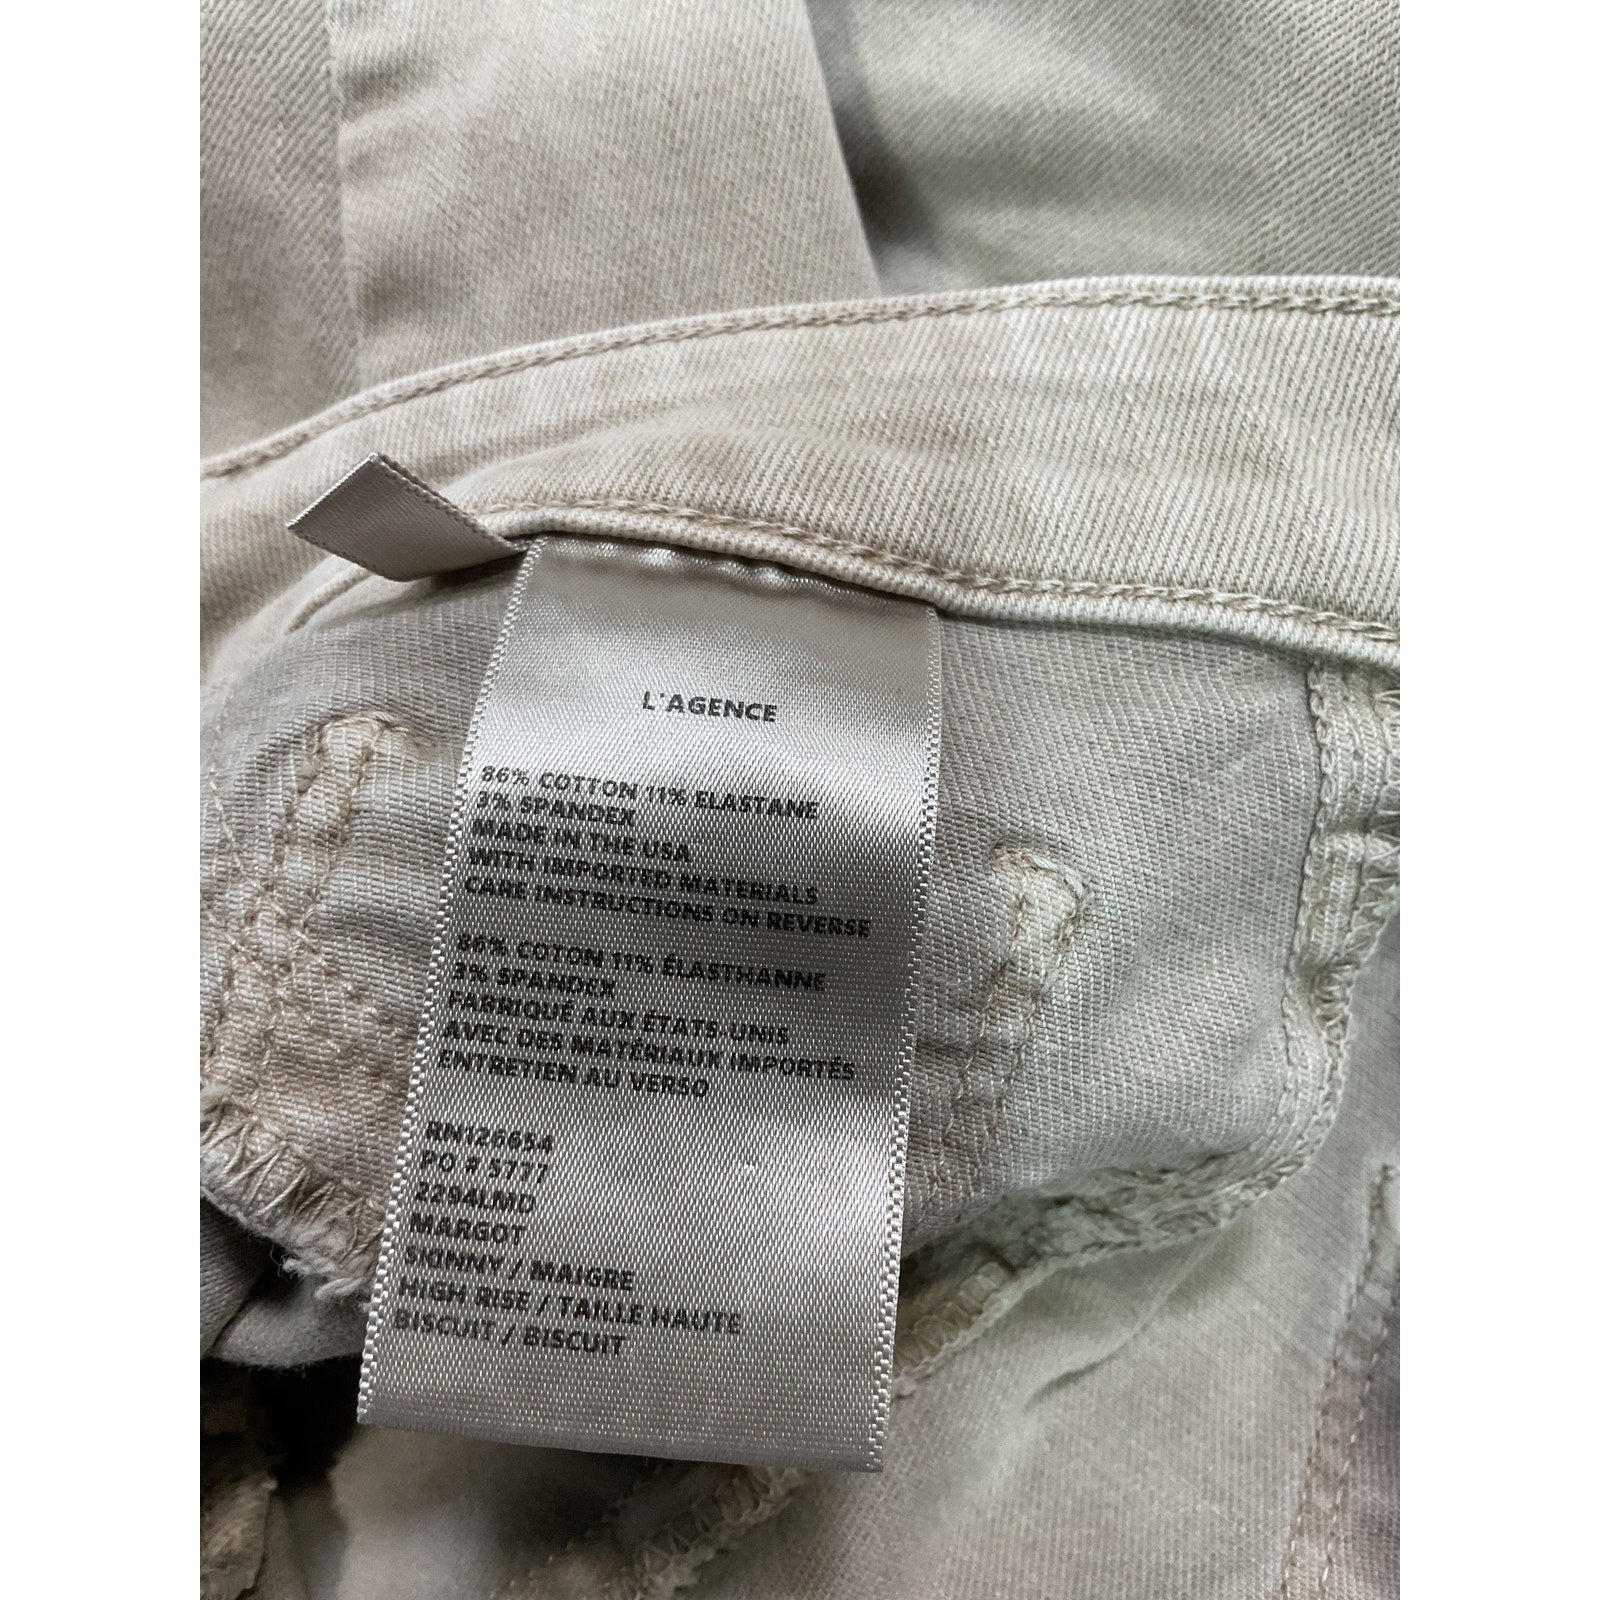 L'AGENCE
86% COTTON 11% ELASTANE
3% SPANDEX
MADE IN THE USA
WITH IMPORTED MATERIALS
CARE INSTRUCTIONS ON REVERSE
86% COTON 11% ÉLASTHANNE
3% SPANDEX
FABRIQUÉ AUX ÉTATS-UNIS
AVEC DES MATÉRIAUX IMPORTÉS
ENTRETIEN AU VERSO
RN126654
PO # 5777
2294LMD
MARGOT
SKINNY / MAIGRE
HIGH RISE / TAILLE HAUTE
BISCUIT / BISCUIT